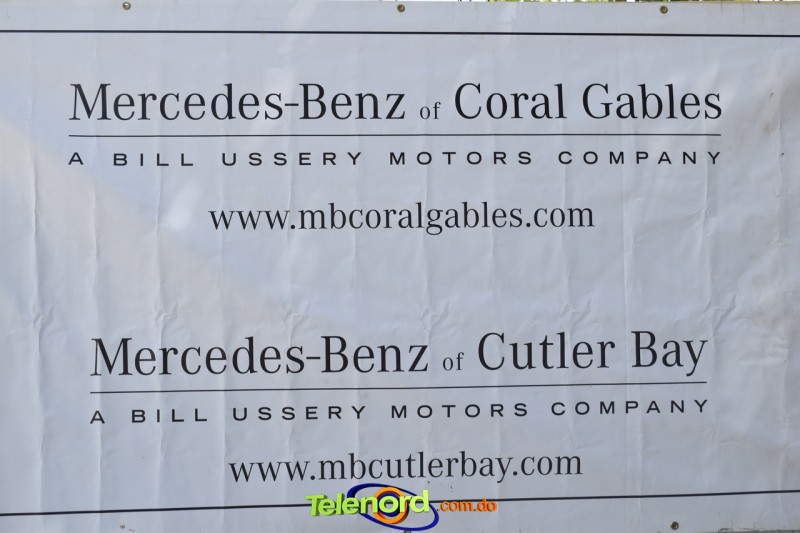 Mercedes-Benz of Coral Gables
A BILL USSERY MOTORS COMPANY
www.mbcoralgables.com
Mercedes-Benz of Cutler Bay
A BILL USSERY MOTORS COMPANY
www.mbcutlerbay.com
Telenord.com.do